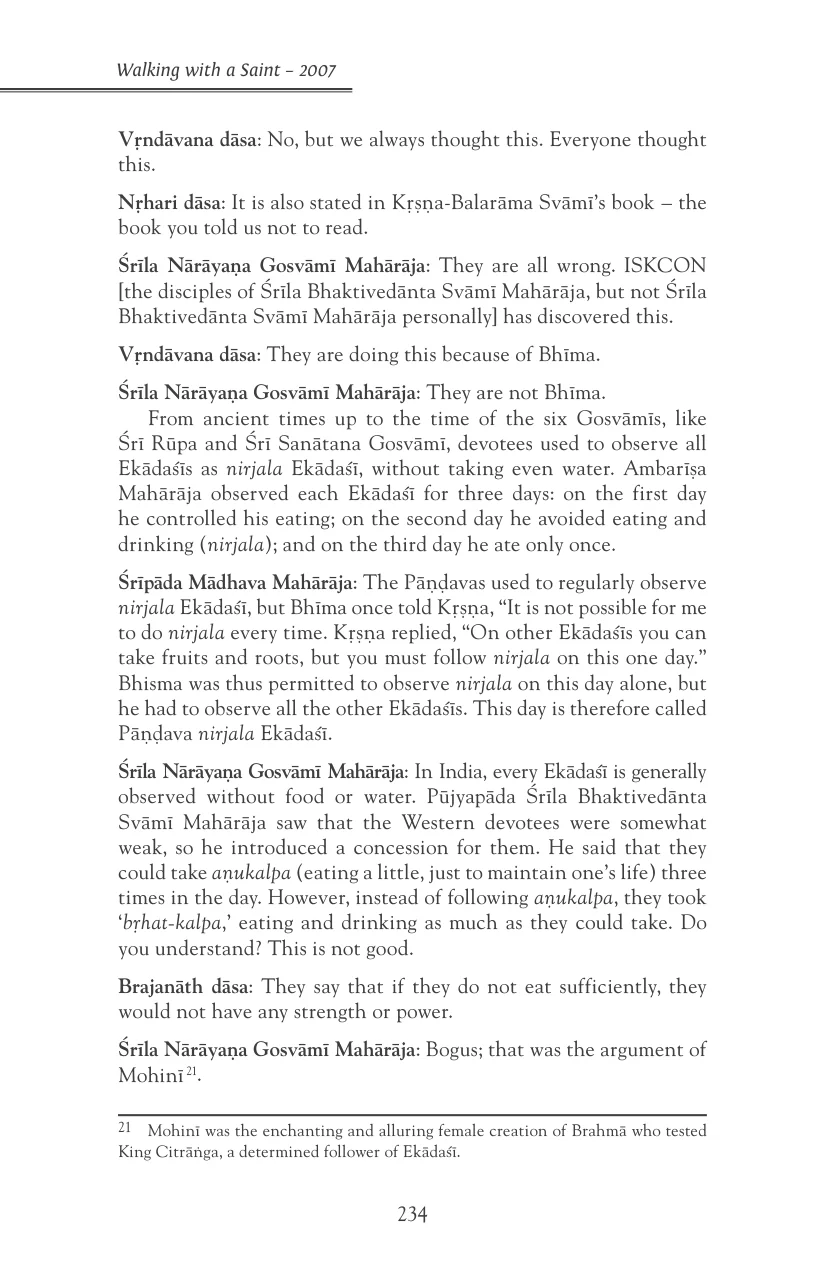 Walking with a Saint – 2007
Vṛndāvana dāsa: No, but we always thought this. Everyone thought
this.
Nṛhari dāsa: It is also stated in Kṛṣṇa-Balarāma Svāmī’s book – the
book you told us not to read.
Śrīla Nārāyaṇa Gosvāmī Mahārāja: They are all wrong. ISKCON
[the disciples of Śrīla Bhaktivedānta Svāmī Mahārāja, but not Śrīla
Bhaktivedānta Svāmī Mahārāja personally] has discovered this.
Vṛndāvana dāsa: They are doing this because of Bhīma.
Śrīla Nārāyaṇa Gosvāmī Mahārāja: They are not Bhīma.
From ancient times up to the time of the six Gosvāmīs, like
Śrī Rūpa and Śrī Sanātana Gosvāmī, devotees used to observe all
Ekādaśīs as nirjala Ekādaśī, without taking even water. Ambarīṣa
Mahārāja observed each Ekādaśī for three days: on the first day
he controlled his eating; on the second day he avoided eating and
drinking (nirjala); and on the third day he ate only once.
Śrīpāda Mādhava Mahārāja: The Pāṇḍavas used to regularly observe
nirjala Ekādaśī, but Bhīma once told Kṛṣṇa, “It is not possible for me
to do nirjala every time. Kṛṣṇa replied, “On other Ekādaśīs you can
take fruits and roots, but you must follow nirjala on this one day.”
Bhisma was thus permitted to observe nirjala on this day alone, but
he had to observe all the other Ekādaśīs. This day is therefore called
Pāṇḍava nirjala Ekādaśī.
Śrīla Nārāyaṇa Gosvāmī Mahārāja: In India, every Ekādaśī is generally
observed without food or water. Pūjyapāda Śrīla Bhaktivedānta
Svāmī Mahārāja saw that the Western devotees were somewhat
weak, so he introduced a concession for them. He said that they
could take aṇukalpa (eating a little, just to maintain one’s life) three
times in the day. However, instead of following aṇukalpa, they took
‘bṛhat-kalpa,’ eating and drinking as much as they could take. Do
you understand? This is not good.
Brajanāth dāsa: They say that if they do not eat sufficiently, they
would not have any strength or power.
Śrīla Nārāyaṇa Gosvāmī Mahārāja: Bogus; that was the argument of
Mohinī 21.
21 Mohinī was the enchanting and alluring female creation of Brahmā who tested
King Citrāṅga, a determined follower of Ekādaśī.
234